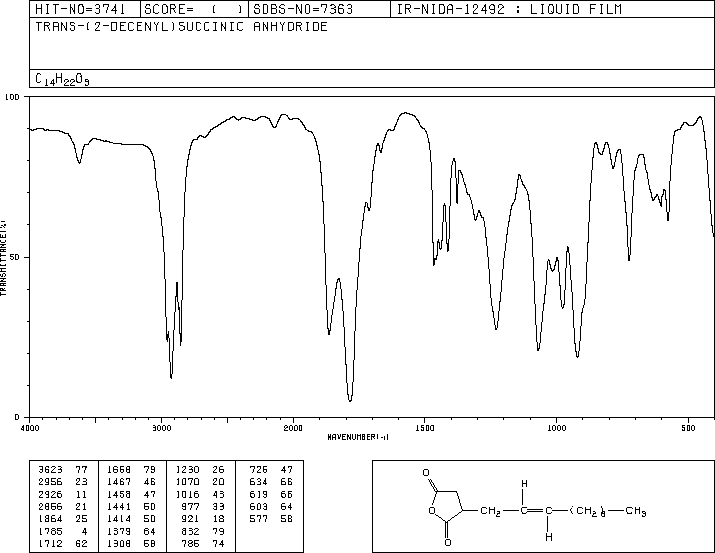 HIT-NO=3741 SCORE= ( ) SDBS-NO=7363 IR-NIDA-12492 : LIQUID FILM
TRANS-(2-DECENYL)SUCCINIC ANHYDRIDE
C14H22O3
100
50
0
TRANSMITTANCE(%)
4000 3000 2000 1500 1000 500
WAVENUMBER(-1)
3623 77 1668 79 1230 26 726 47
2956 23 1467 46 1070 20 634 66
2926 11 1458 47 1016 43 619 66
2856 21 1441 50 977 33 603 64
1864 25 1414 50 921 18 577 58
1785 4 1379 64 832 79
1712 62 1308 59 786 74
O
H
O CH2 (CH2)6 CH3
O H